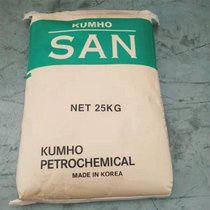 KUMHO
SAN
NET 25KG
KUMHO
PETROCHEMICAL
MADE IN KOREA